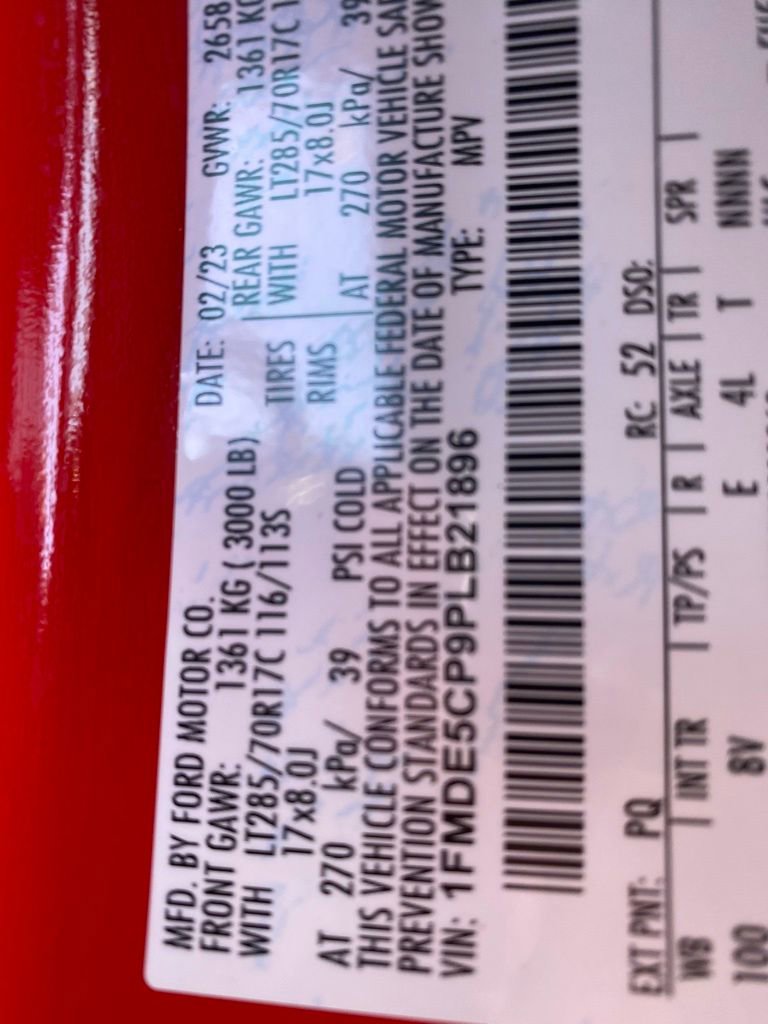 MFD. BY FORD MOTOR CO. DATE: 02/23 GVWR: 2658
FRONT GAWR: 1361 KG ( 3000 LB) REAR GAWR: 1361 KG
WITH LT285/70R17C 116/113S TIRES WITH LT285/70R17C 1
17x8.0J RIMS 17x8.0J
AT 270 kPa/ 39 PSI COLD AT 270 kPa/ 39
THIS VEHICLE CONFORMS TO ALL APPLICABLE FEDERAL MOTOR VEHICLE SA
PREVENTION STANDARDS IN EFFECT ON THE DATE OF MANUFACTURE SHOW
VIN: 1FMDE5CP9PLB21896 TYPE: MPV
EXT PNT: PQ RC: 52 DSO:
WB | INT TR | TP/PS | R | AXLE | TR | SPR |
100 8V E 4L T NNNN